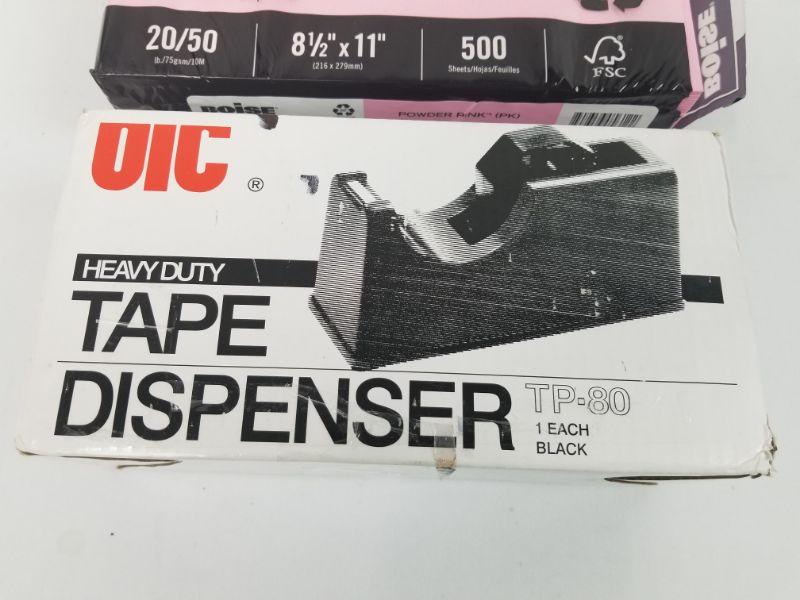 20/50
lb./75gsm/10M
8½" x 11"
(216 x 279mm)
500
Sheets/Hojas/Feuilles
FSC
BOISE
BOISE
POWDER PINK™ (PK)
OIC ®
HEAVY DUTY
TAPE
DISPENSER
TP-80
1 EACH
BLACK